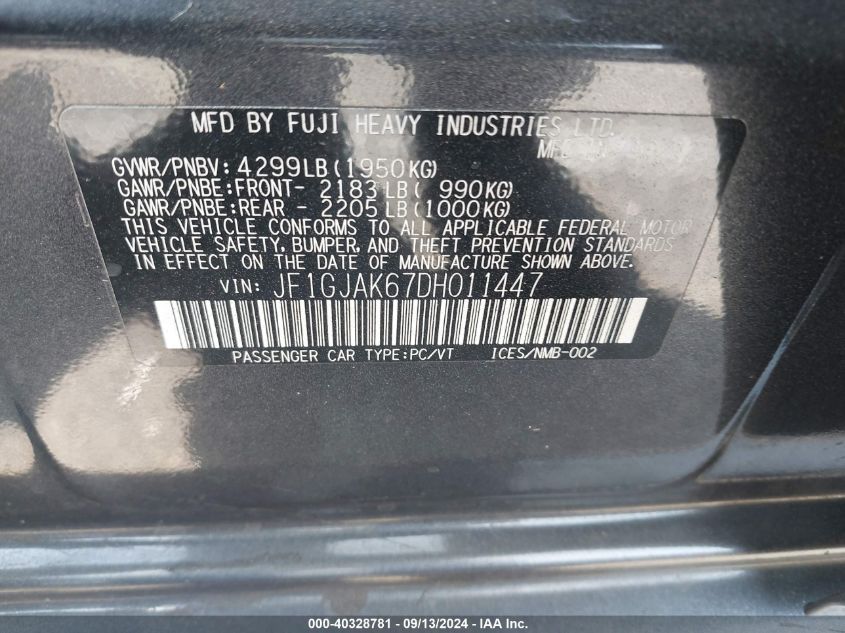 MFD BY FUJI HEAVY INDUSTRIES LTD.
GVWR/PNBV: 4299LB(1950KG)
GAWR/PNBE:FRONT- 2183LB( 990KG)
GAWR/PNBE:REAR - 2205LB(1000KG)
THIS VEHICLE CONFORMS TO ALL APPLICABLE FEDERAL MOTOR
VEHICLE SAFETY, BUMPER, AND THEFT PREVENTION STANDARDS
IN EFFECT ON THE DATE OF MANUFACTURE SHOWN ABOVE.
VIN: JF1GJAK67DH011447
PASSENGER CAR TYPE:PC/VT ICES/NMB-002
000-40328781 - 09/13/2024 - IAA Inc.